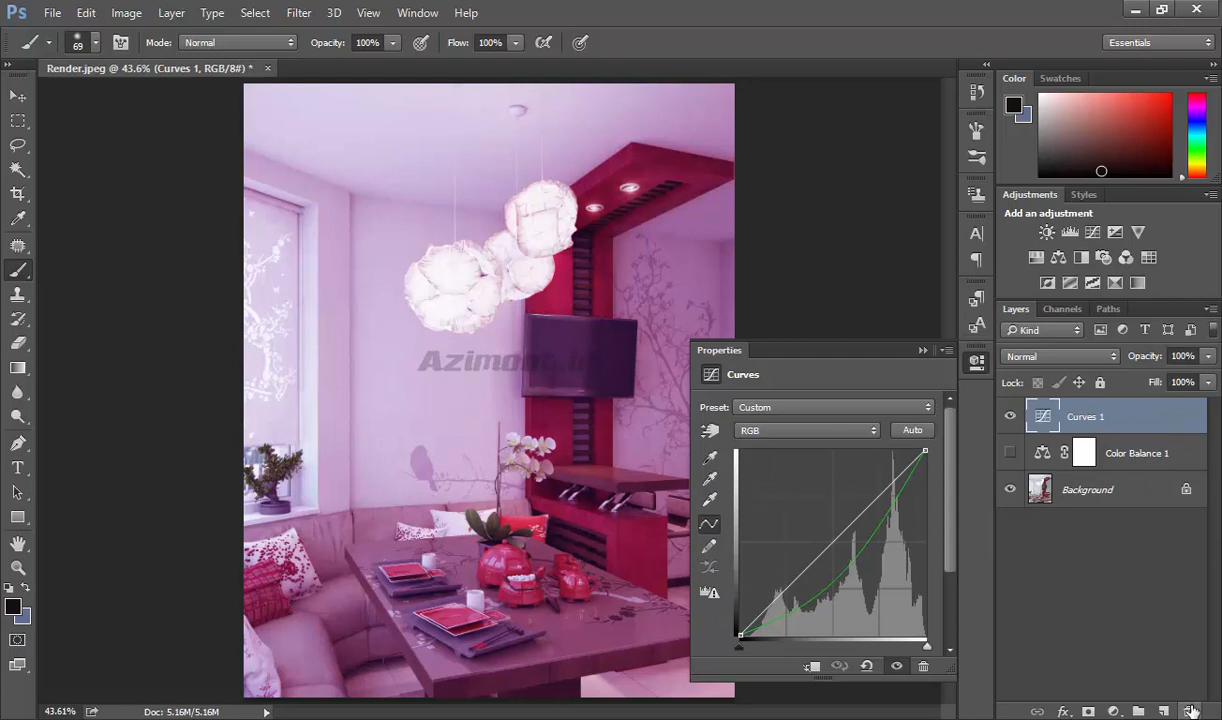 Ps File Edit Image Layer Type Select Filter 3D View Window Help
69 Mode: Normal Opacity: 100% Flow: 100% Essentials
Render.jpeg @ 43.6% (Curves 1, RGB/8#) *
Color Swatches
Adjustments Styles
Add an adjustment
Layers Channels Paths
Kind
Normal Opacity: 100%
Lock: Fill: 100%
Curves 1
Color Balance 1
Background
Properties
Curves
Preset: Custom
RGB Auto
43.61% Doc: 5.16M/5.16M